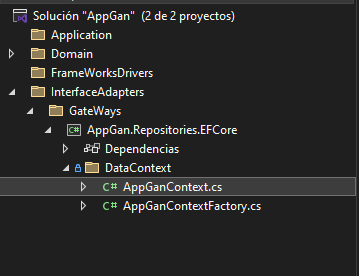 Solución "AppGan" (2 de 2 proyectos)
Application
Domain
FrameWorksDrivers
InterfaceAdapters
GateWays
C# AppGan.Repositories.EFCore
Dependencias
DataContext
C# AppGanContext.cs
C# AppGanContextFactory.cs